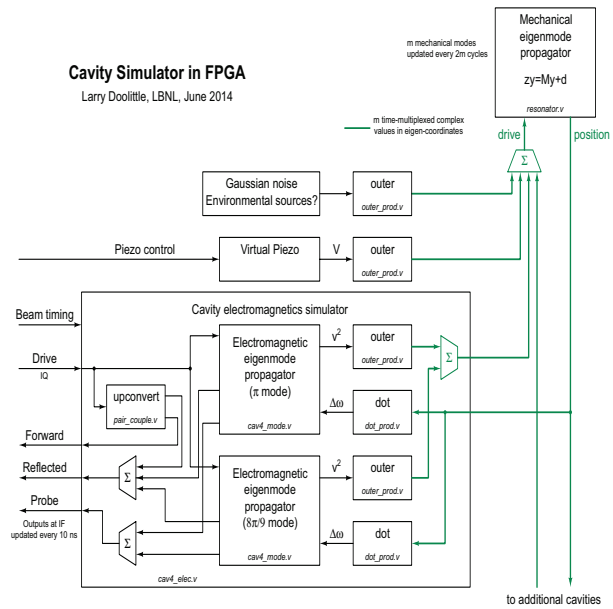 Cavity Simulator in FPGA
Larry Doolittle, LBNL, June 2014
m mechanical modes
updated every 2m cycles
Mechanical
eigenmode
propagator
zy=My+d
resonator.v
m time-multiplexed complex
values in eigen-coordinates
drive
position
Σ
Gaussian noise
Environmental sources?
outer
outer_prod.v
Piezo control
Virtual Piezo
V
outer
outer_prod.v
Beam timing
Cavity electromagnetics simulator
Drive
IQ
Electromagnetic
eigenmode
propagator
(π mode)
cav4_mode.v
v²
outer
outer_prod.v
Σ
upconvert
pair_couple.v
Δω
dot
dot_prod.v
Forward
Reflected
Σ
Electromagnetic
eigenmode
propagator
(8π/9 mode)
cav4_mode.v
v²
outer
outer_prod.v
Probe
Outputs at IF
updated every 10 ns
Σ
Δω
dot
dot_prod.v
cav4_elec.v
to additional cavities